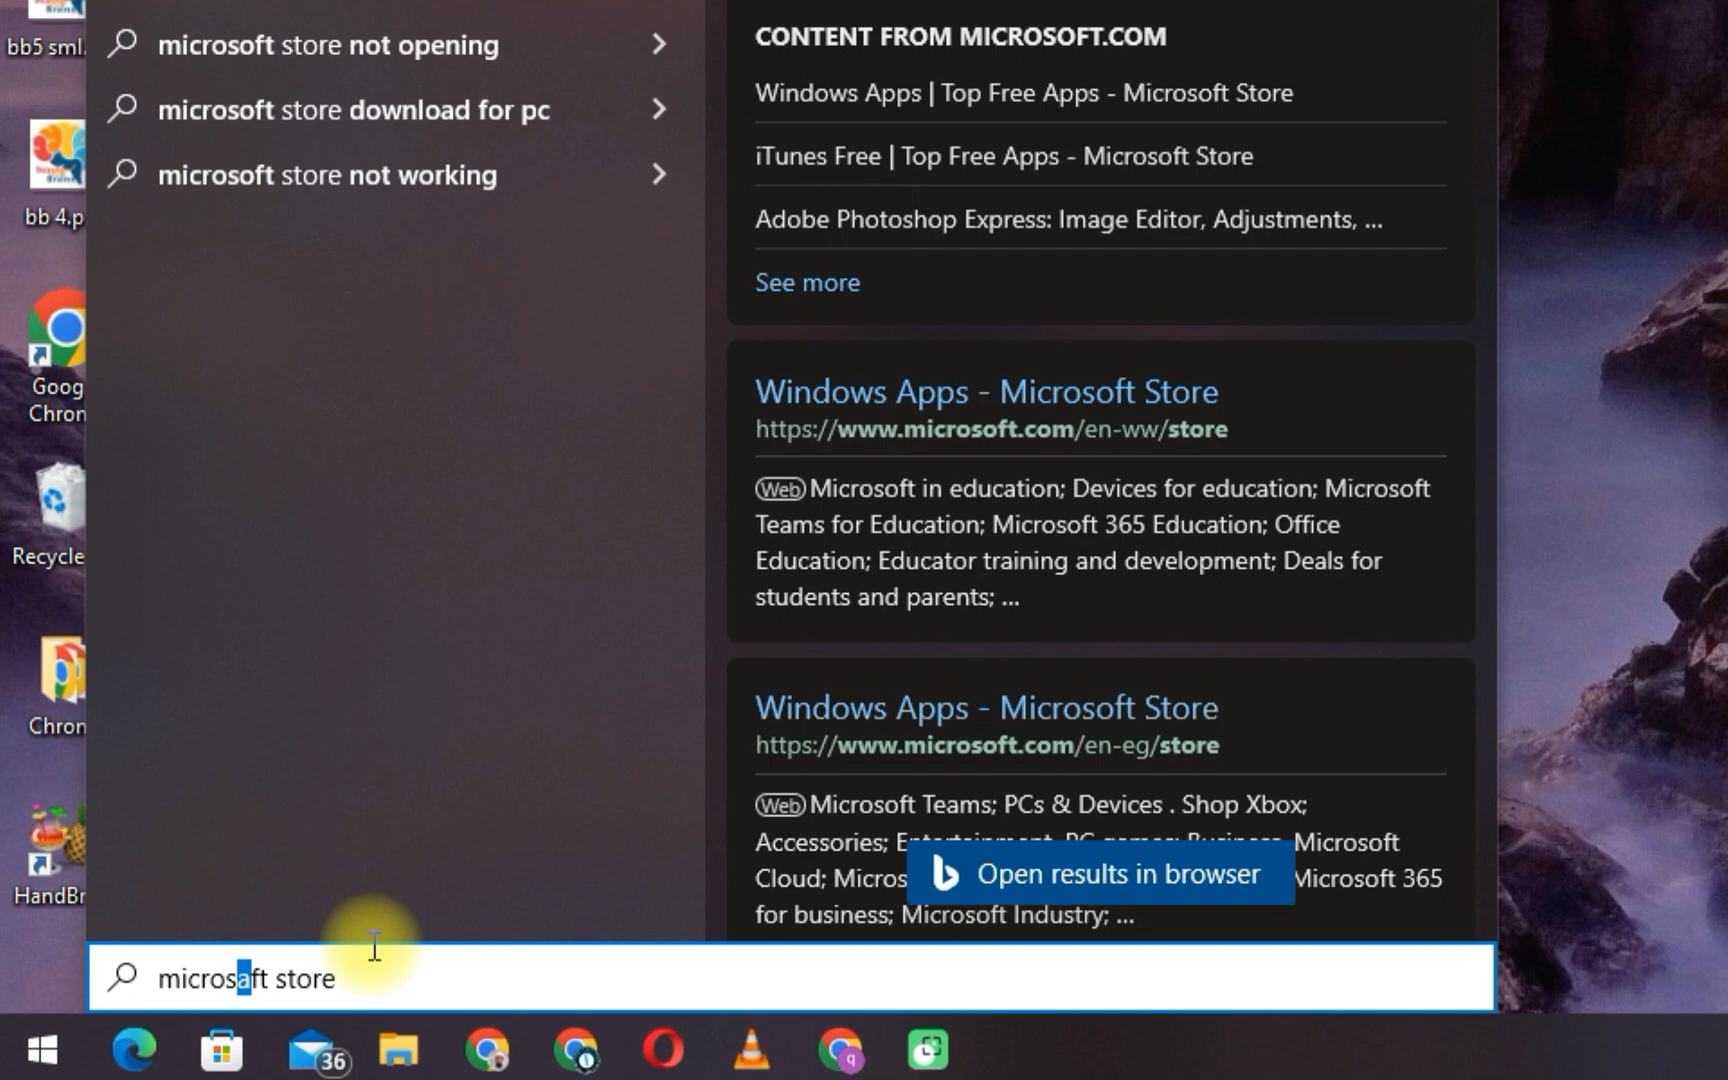 bb5 sml.
bb 4.p
Goog
Chron
Recycle
Chron
HandBr
microsoft store not opening
microsoft store download for pc
microsoft store not working
CONTENT FROM MICROSOFT.COM
Windows Apps | Top Free Apps - Microsoft Store
iTunes Free | Top Free Apps - Microsoft Store
Adobe Photoshop Express: Image Editor, Adjustments, ...
See more
Windows Apps - Microsoft Store
https://www.microsoft.com/en-ww/store
Web Microsoft in education; Devices for education; Microsoft
Teams for Education; Microsoft 365 Education; Office
Education; Educator training and development; Deals for
students and parents; ...
Windows Apps - Microsoft Store
https://www.microsoft.com/en-eg/store
Web Microsoft Teams; PCs & Devices . Shop Xbox;
Accessories; Entertainment, PC games; Business, Microsoft
Cloud; Micros Microsoft 365
Open results in browser
for business; Microsoft Industry; ...
microsaft store
36
q